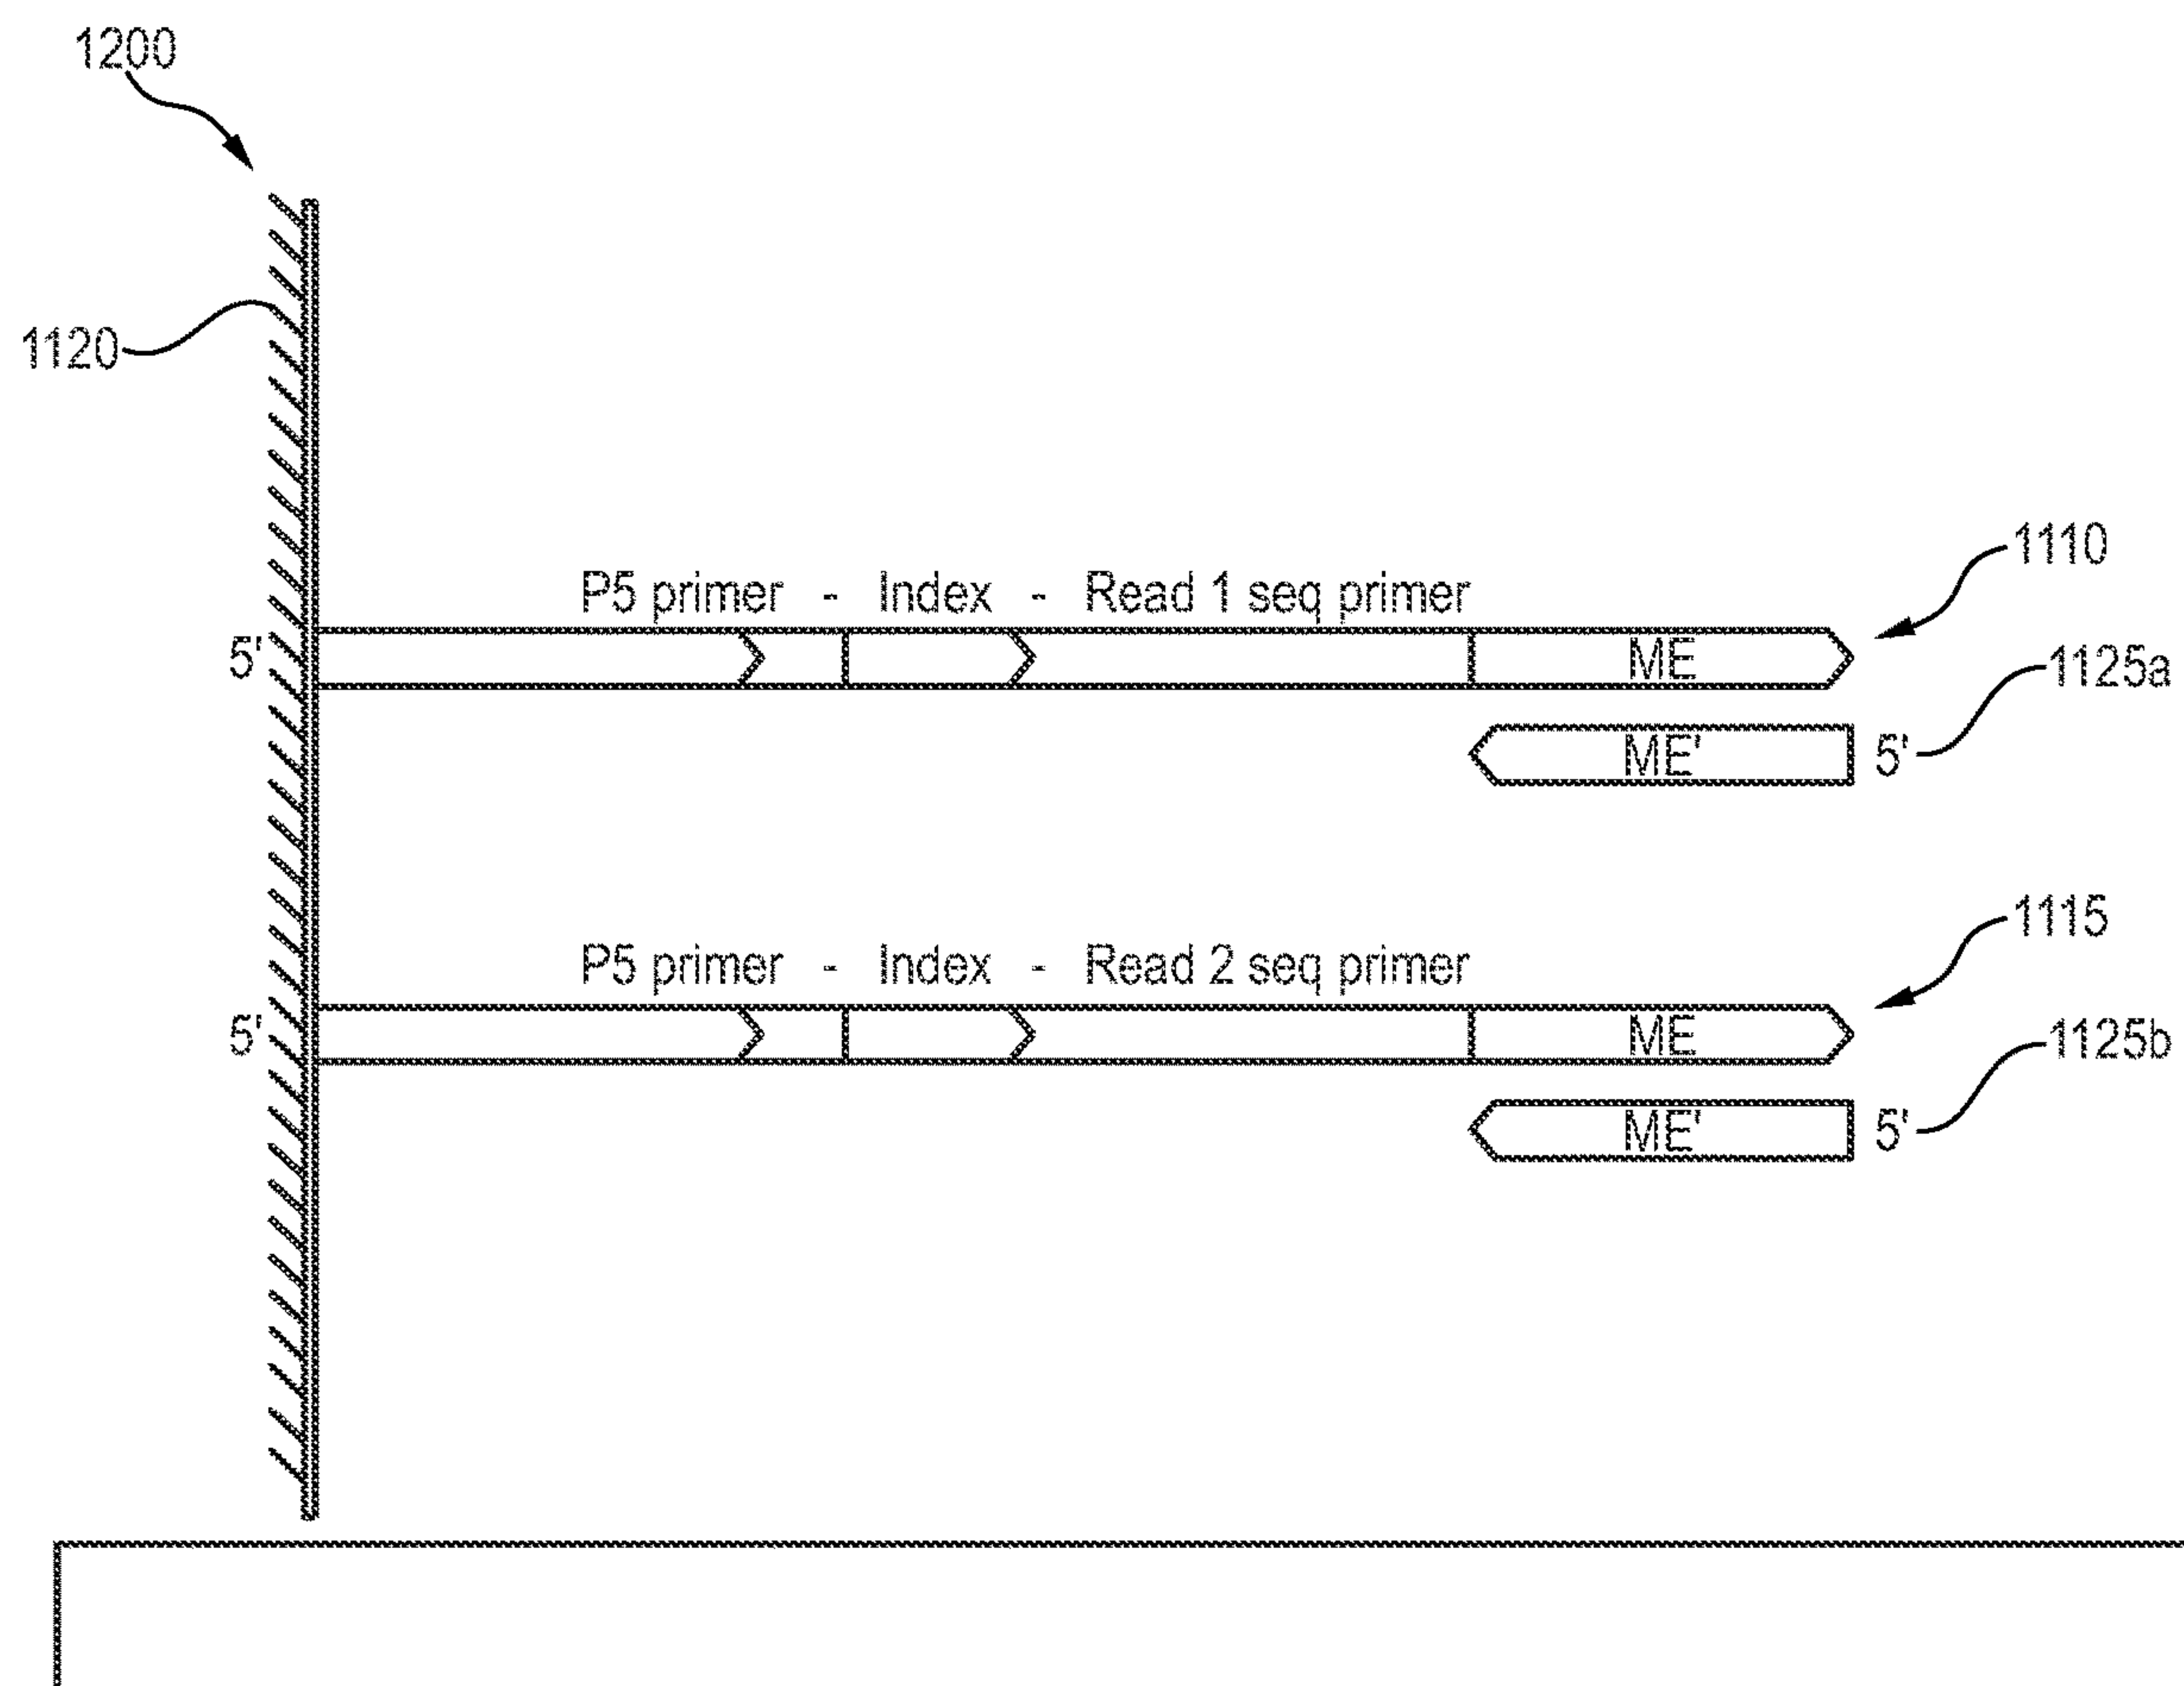 1200
1120
1110
P5 primer - Index - Read 1 seq primer
5' ME
1125a
ME' 5'
1115
P5 primer - Index - Read 2 seq primer
5' ME
1125b
ME' 5'